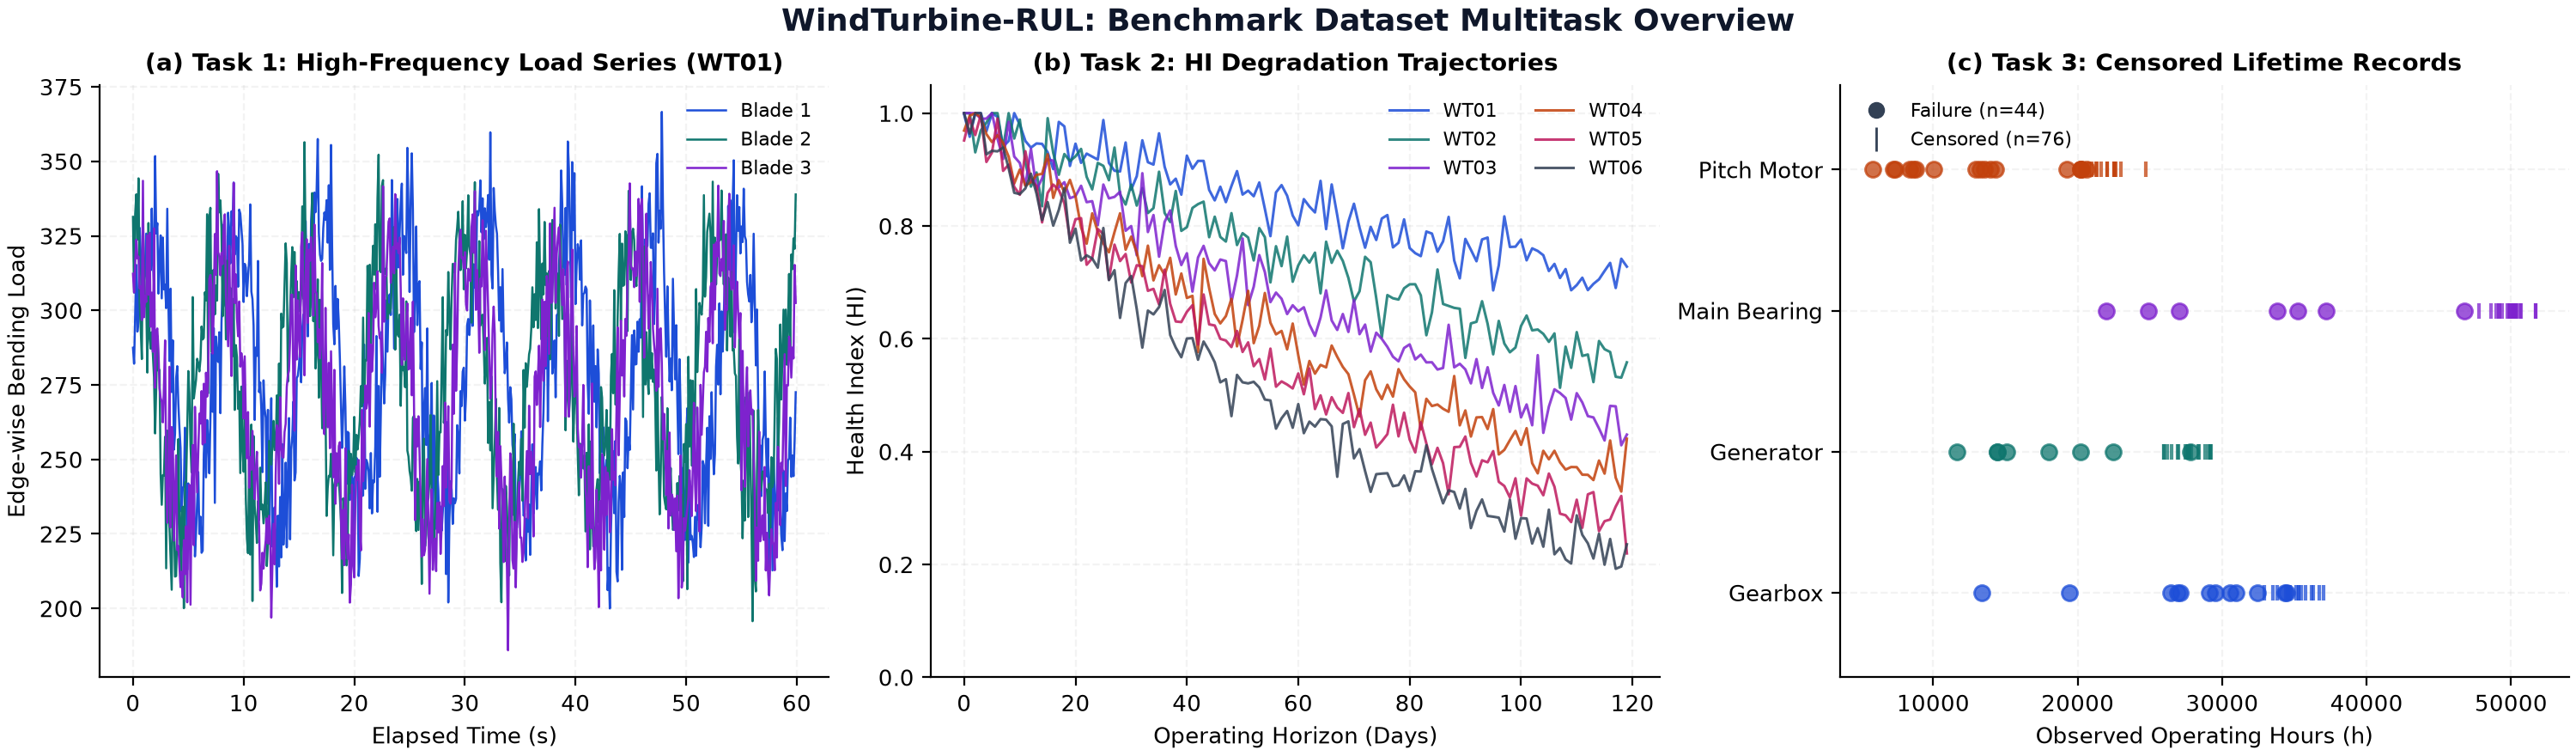 WindTurbine-RUL: Benchmark Dataset Multitask Overview
(a) Task 1: High-Frequency Load Series (WT01)
Edge-wise Bending Load
375
350
325
300
275
250
225
200
Blade 1
Blade 2
Blade 3
0 10 20 30 40 50 60
Elapsed Time (s)
(b) Task 2: HI Degradation Trajectories
Health Index (HI)
1.0
0.8
0.6
0.4
0.2
0.0
WT01 WT04
WT02 WT05
WT03 WT06
0 20 40 60 80 100 120
Operating Horizon (Days)
(c) Task 3: Censored Lifetime Records
Failure (n=44)
Censored (n=76)
Pitch Motor
Main Bearing
Generator
Gearbox
10000 20000 30000 40000 50000
Observed Operating Hours (h)